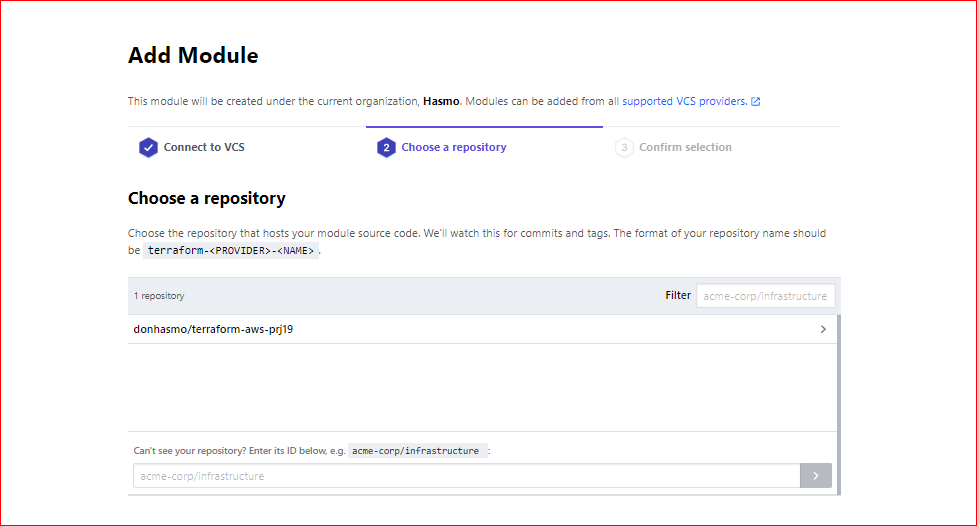 Add Module
This module will be created under the current organization, Hasmo. Modules can be added from all supported VCS providers.
Connect to VCS
2 Choose a repository
3 Confirm selection
Choose a repository
Choose the repository that hosts your module source code. We'll watch this for commits and tags. The format of your repository name should
be terraform-<PROVIDER>-<NAME>.
1 repository
Filter acme-corp/infrastructure
donhasmo/terraform-aws-prj19
Can't see your repository? Enter its ID below, e.g. acme-corp/infrastructure :
acme-corp/infrastructure